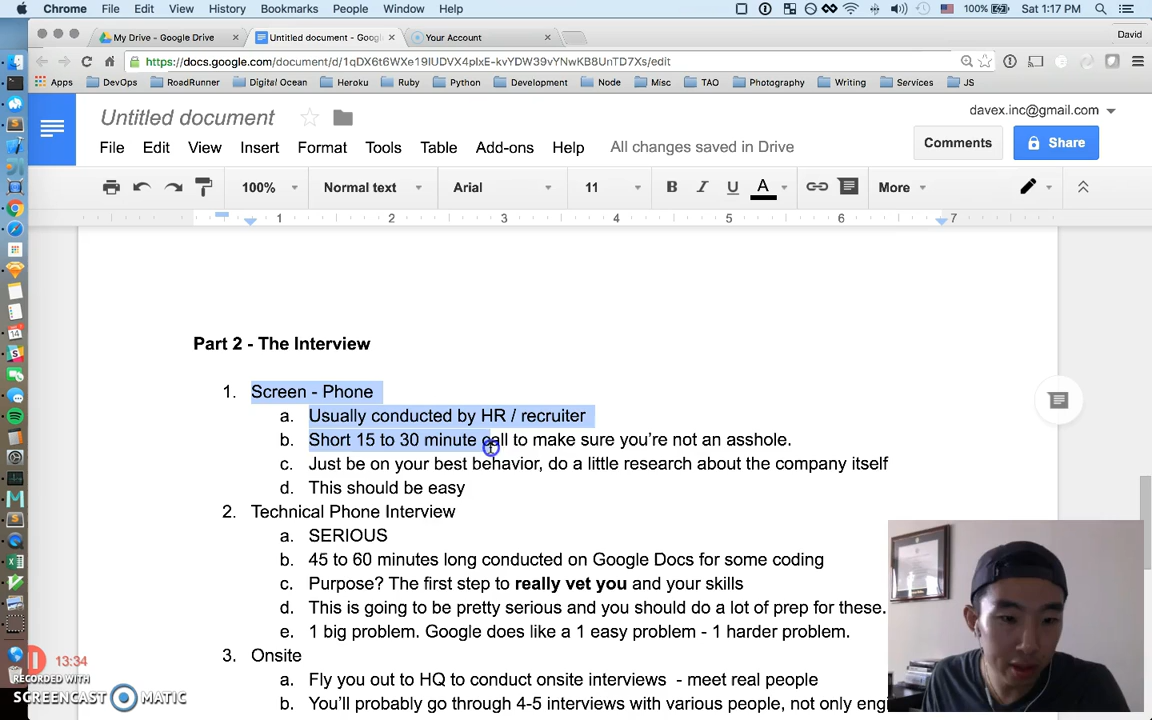 Chrome File Edit View History Bookmarks People Window Help 100% Sat 1:17 PM
My Drive - Google Drive Untitled document - Googl Your Account David
https://docs.google.com/document/d/1qDX6t6WXe19IUDVX4plxE-kvYDW39vYNwKB8UnTD7Xs/edit
Apps DevOps RoadRunner Digital Ocean Heroku Ruby Python Development Node Misc TAO Photography Writing Services JS
Untitled document
davex.inc@gmail.com
File Edit View Insert Format Tools Table Add-ons Help All changes saved in Drive
Comments Share
100% Normal text Arial 11 B I U A More
1 2 3 4 5 6 7
Part 2 - The Interview
1. Screen - Phone
a. Usually conducted by HR / recruiter
b. Short 15 to 30 minute call to make sure you're not an asshole.
c. Just be on your best behavior, do a little research about the company itself
d. This should be easy
2. Technical Phone Interview
a. SERIOUS
b. 45 to 60 minutes long conducted on Google Docs for some coding
c. Purpose? The first step to really vet you and your skills
d. This is going to be pretty serious and you should do a lot of prep for these.
e. 1 big problem. Google does like a 1 easy problem - 1 harder problem.
3. Onsite
a. Fly you out to HQ to conduct onsite interviews - meet real people
b. You'll probably go through 4-5 interviews with various people, not only engi
14
13:34
RECORDED WITH
SCREENCAST MATIC